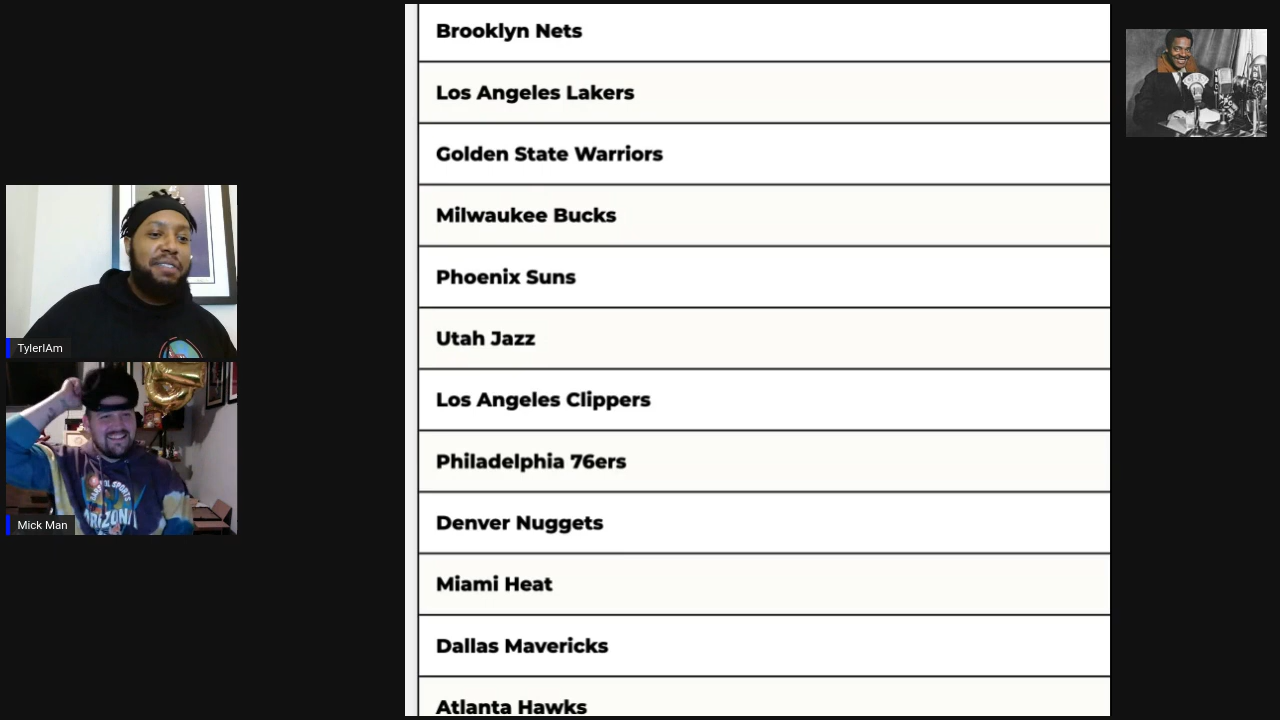 Brooklyn Nets
Los Angeles Lakers
Golden State Warriors
Milwaukee Bucks
Phoenix Suns
Utah Jazz
Los Angeles Clippers
Philadelphia 76ers
Denver Nuggets
Miami Heat
Dallas Mavericks
Atlanta Hawks
TylerIAm
ARIZONA
Mick Man